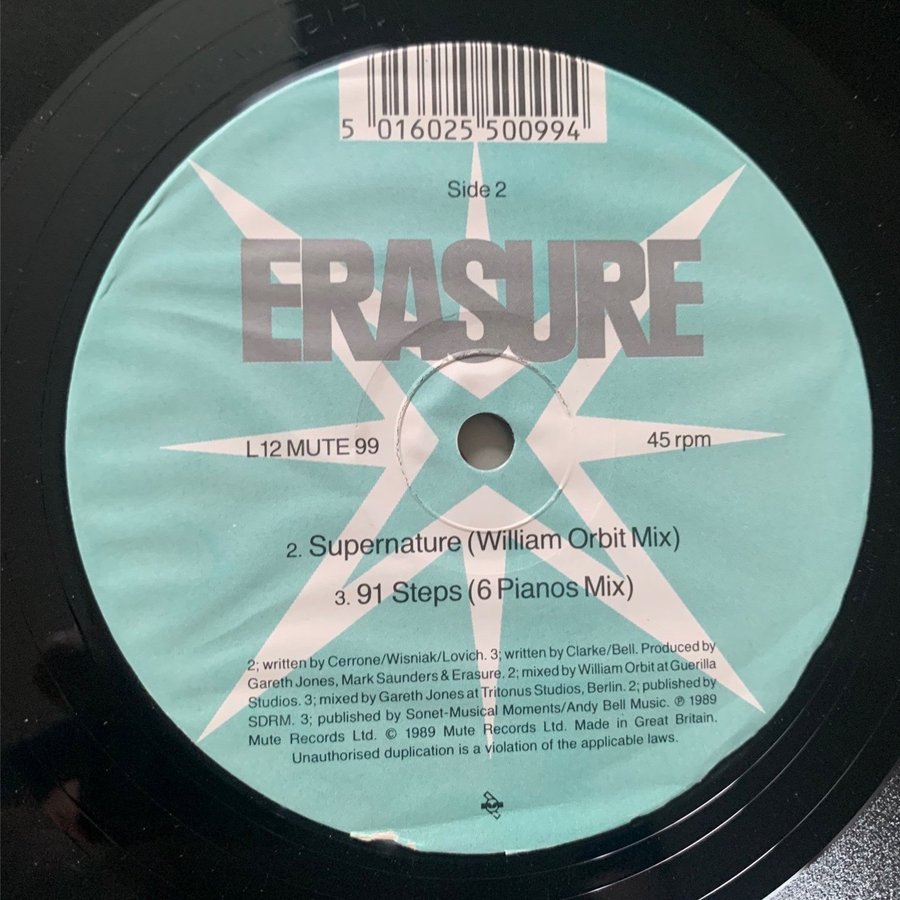 5 016025 500994
Side 2
ERASURE
L12 MUTE 99
45 rpm
2. Supernature (William Orbit Mix)
3. 91 Steps (6 Pianos Mix)
2; written by Cerrone/Wisniak/Lovich. 3; written by Clarke/Bell. Produced by
Gareth Jones, Mark Saunders & Erasure. 2; mixed by William Orbit at Guerilla
Studios. 3; mixed by Gareth Jones at Tritonus Studios, Berlin. 2; published by
SDRM. 3; published by Sonet-Musical Moments/Andy Bell Music. ℗ 1989
Mute Records Ltd. © 1989 Mute Records Ltd. Made in Great Britain.
Unauthorised duplication is a violation of the applicable laws.